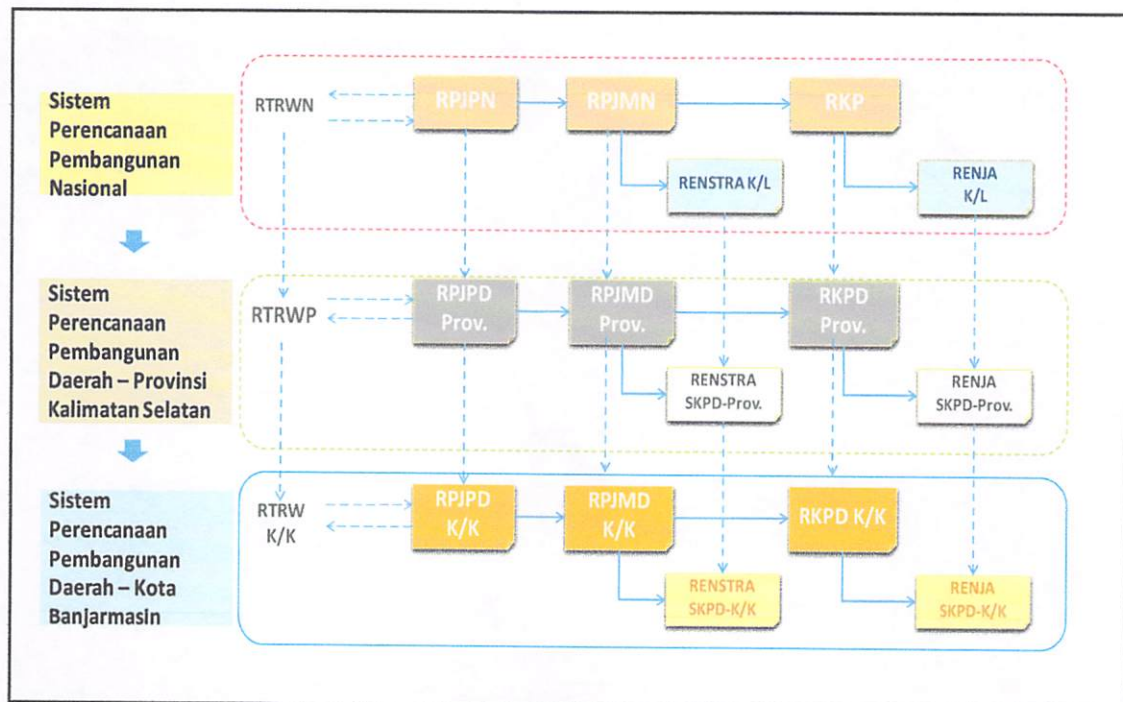 Sistem
Perencanaan
Pembangunan
Nasional
RTRWN
RPJPN
RPJMN
RKP
RENSTRA K/L
RENJA
K/L
Sistem
Perencanaan
Pembangunan
Daerah – Provinsi
Kalimatan Selatan
RTRWP
RPJPD
Prov.
RPJMD
Prov.
RKPD
Prov.
RENSTRA
SKPD-Prov.
RENJA
SKPD-Prov.
Sistem
Perencanaan
Pembangunan
Daerah – Kota
Banjarmasin
RTRW
K/K
RPJPD
K/K
RPJMD
K/K
RKPD K/K
RENSTRA
SKPD-K/K
RENJA
SKPD-K/K